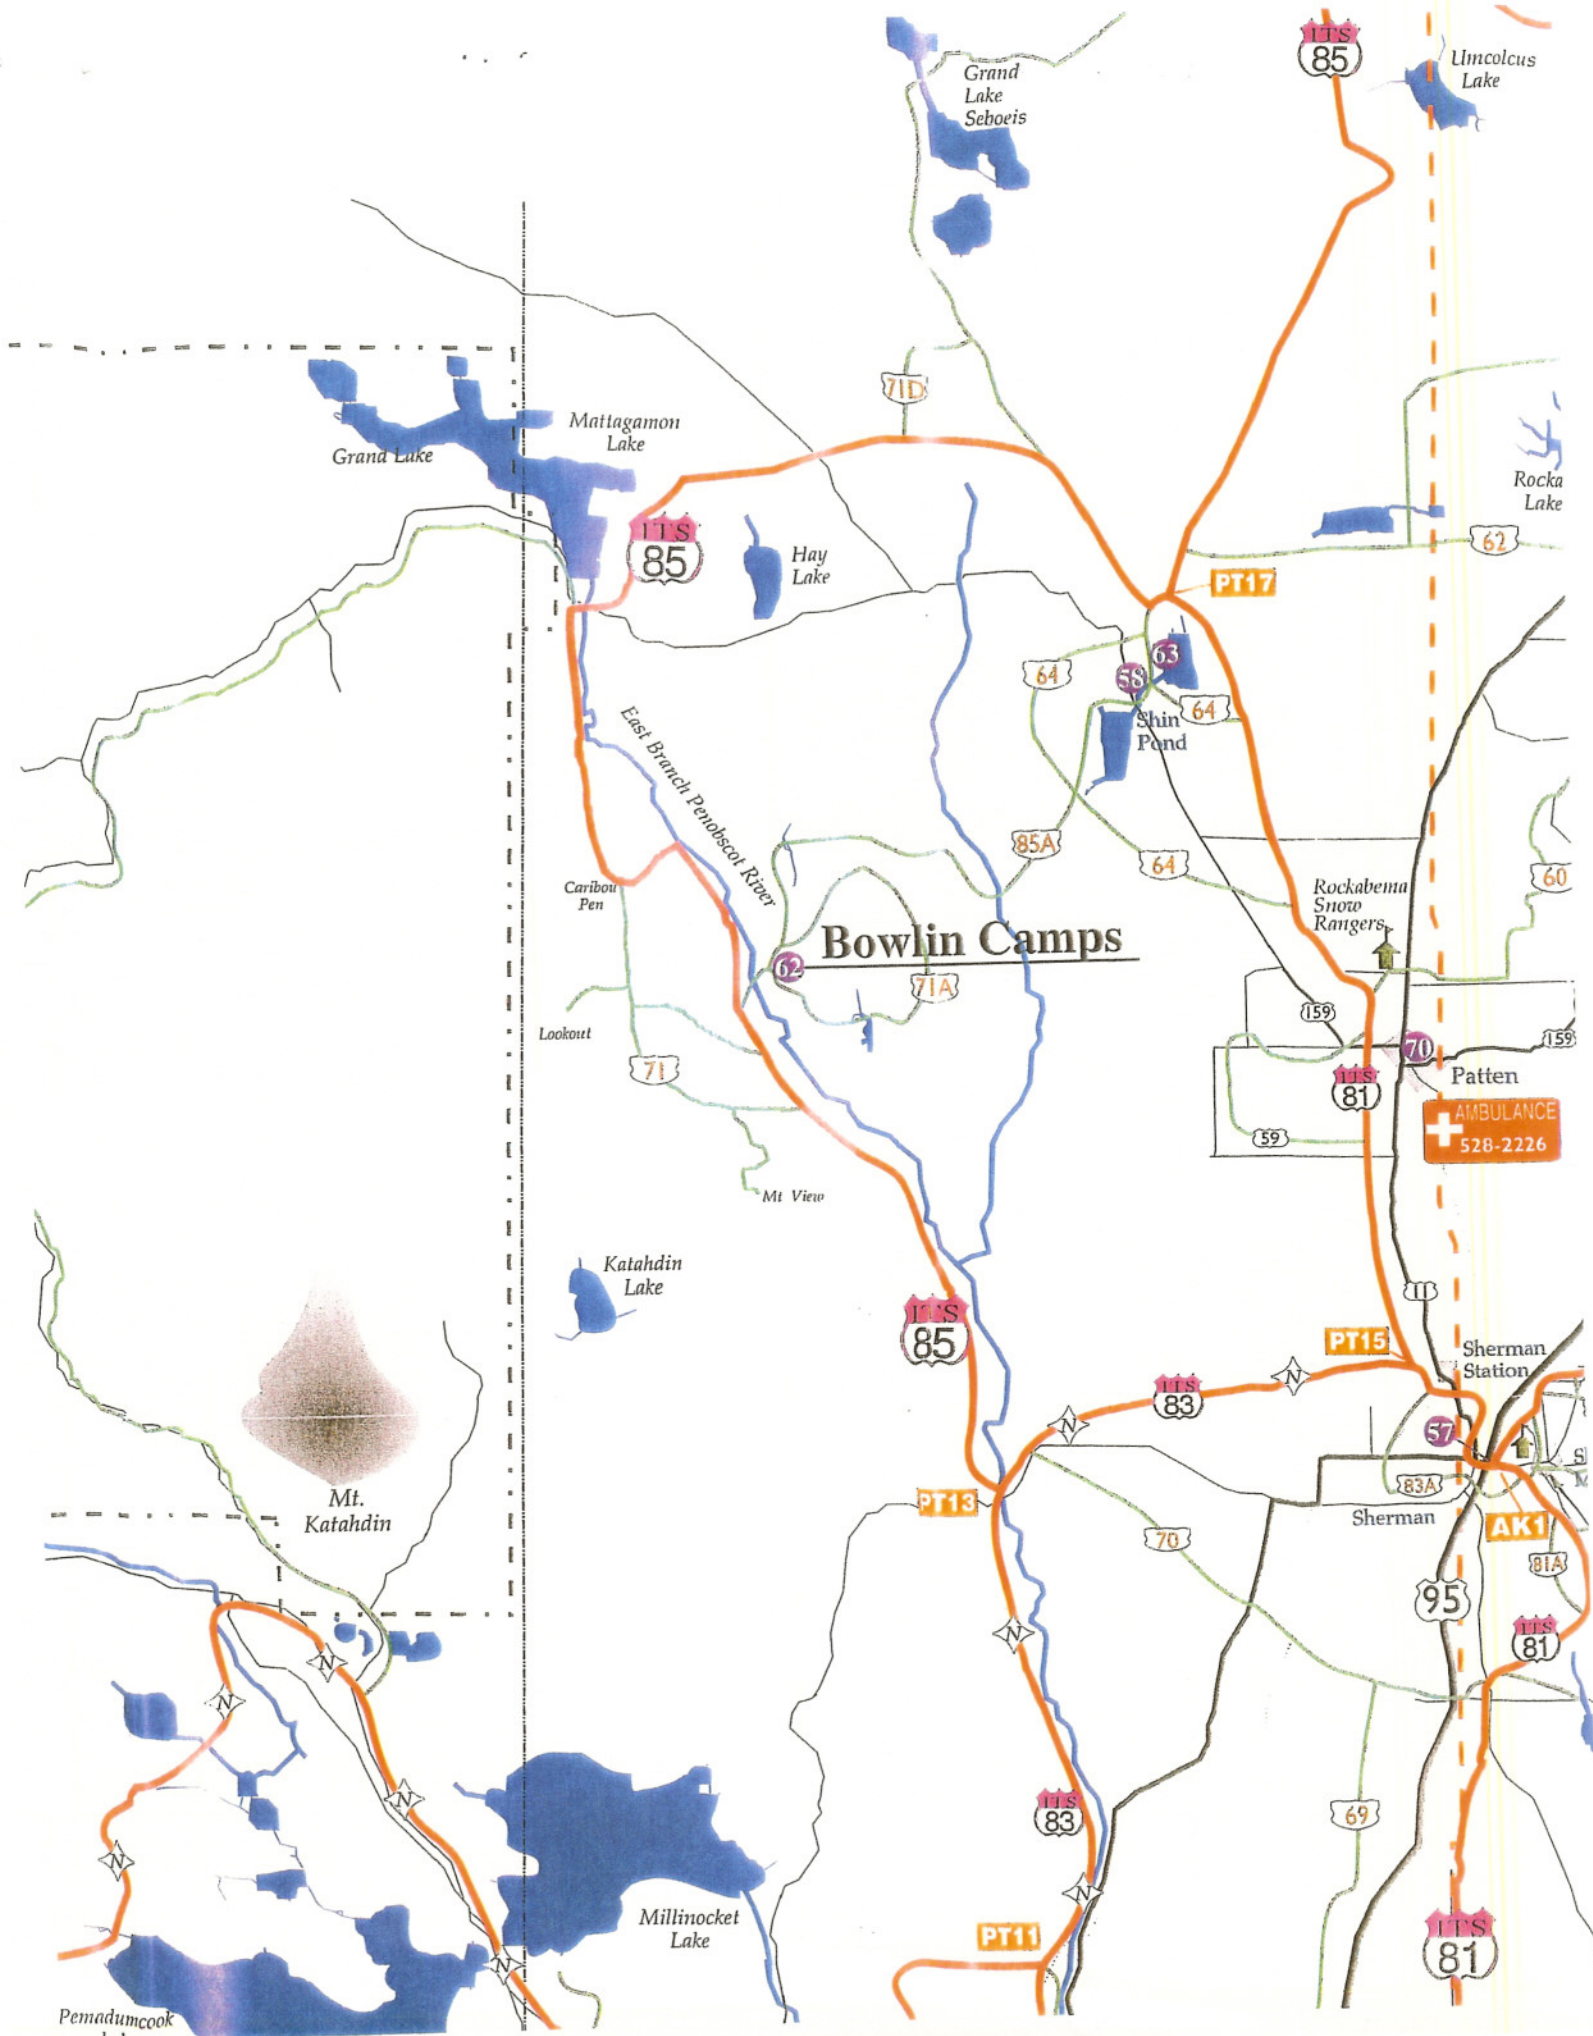 ITS
85
Umcolcus
Lake
Grand
Lake
Seboeis
71D
Mattagamon
Lake
Grand Lake
Rocka
Lake
ITS
85
Hay
Lake
62
PT17
63
64
58
64
Shin
Pond
East Branch Penobscot River
85A
64
60
Caribou
Pen
Rockabema
Snow
Rangers
Bowlin Camps
62
71A
159
159
Lookout
70
71
ITS
81
Patten
AMBULANCE
528-2226
59
Mt View
Katahdin
Lake
11
ITS
85
PT15
Sherman
Station
N
ITS
83
N
57
83A
Mt.
Katahdin
PT13
Sherman
AK1
70
81A
95
N
ITS
81
N
N
N
ITS
83
69
N
N
Millinocket
Lake
PT11
ITS
81
N
Pemadumcook